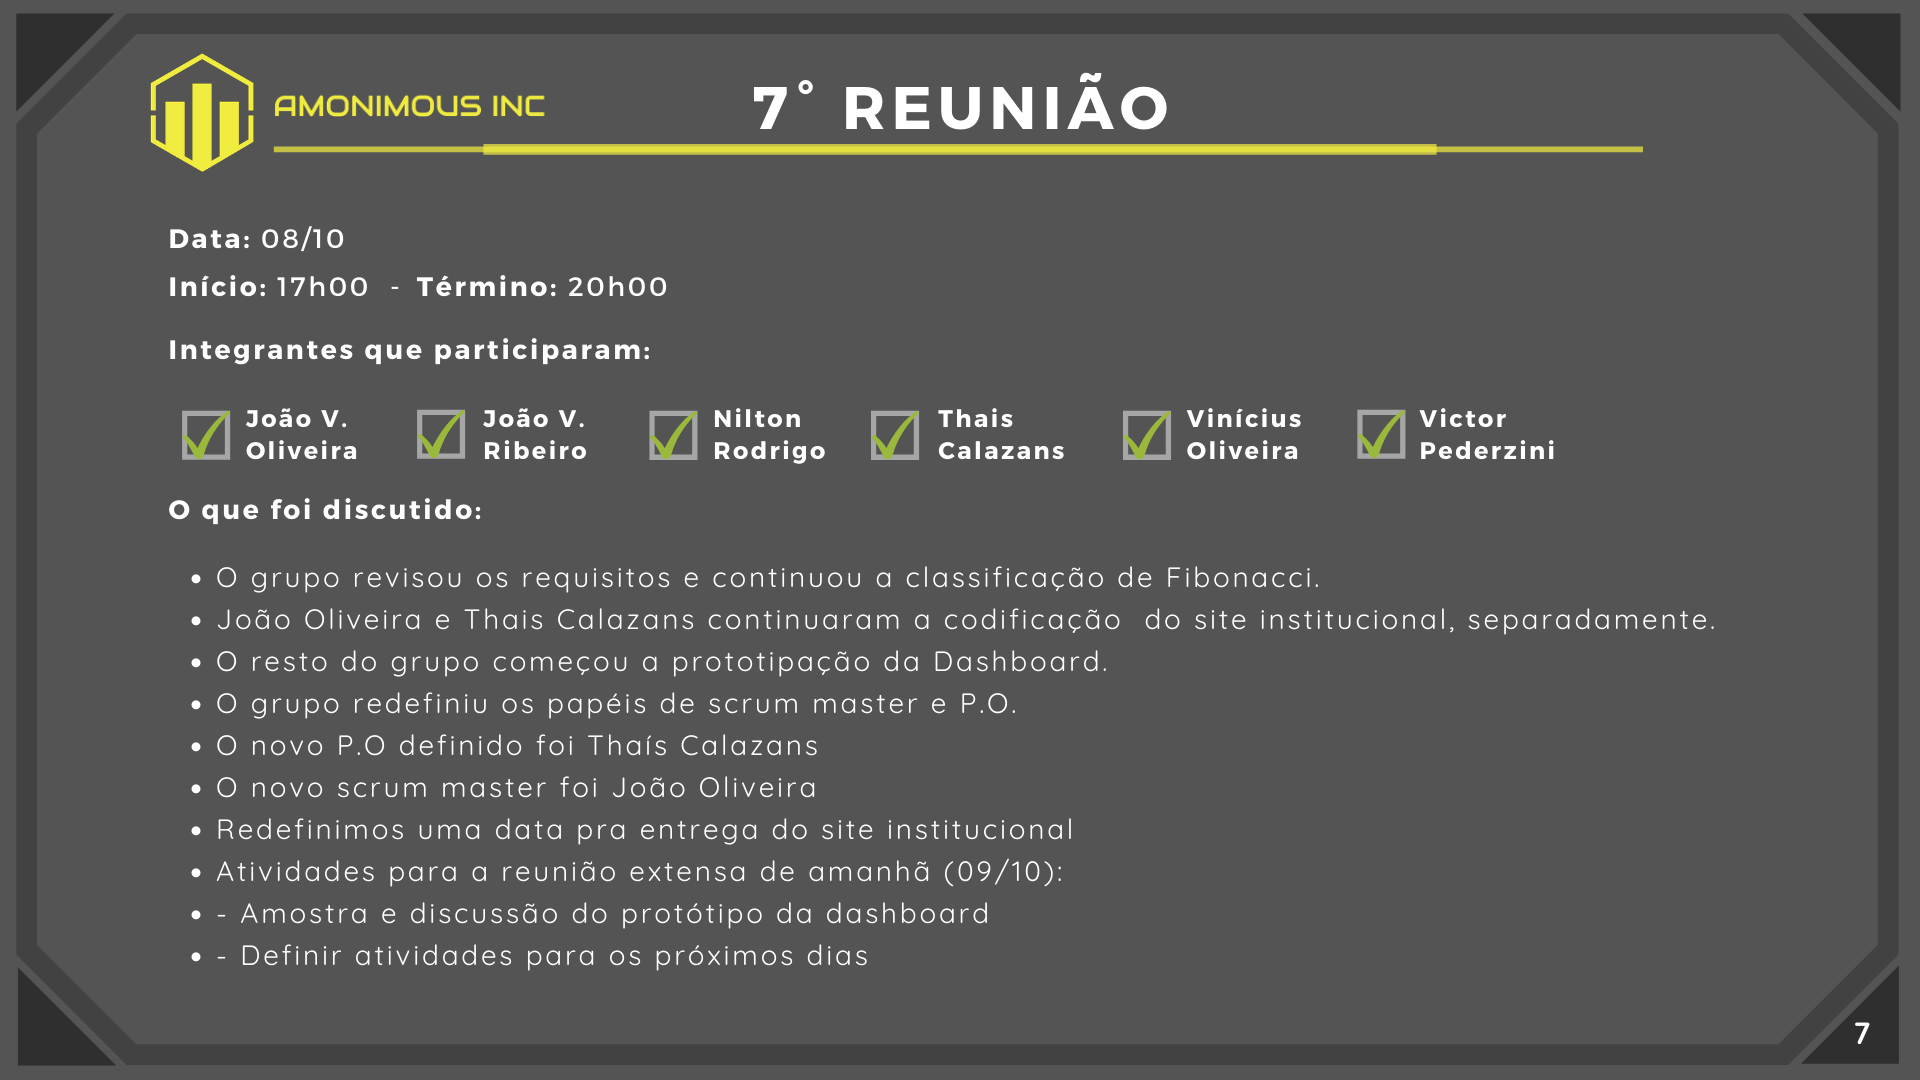 AMONIMOUS INC
7° REUNIÃO
Data: 08/10
Início: 17h00 - Término: 20h00
Integrantes que participaram:
João V. Oliveira
João V. Ribeiro
Nilton Rodrigo
Thais Calazans
Vinícius Oliveira
Victor Pederzini
O que foi discutido:
• O grupo revisou os requisitos e continuou a classificação de Fibonacci.
• João Oliveira e Thais Calazans continuaram a codificação do site institucional, separadamente.
• O resto do grupo começou a prototipação da Dashboard.
• O grupo redefiniu os papéis de scrum master e P.O.
• O novo P.O definido foi Thaís Calazans
• O novo scrum master foi João Oliveira
• Redefinimos uma data pra entrega do site institucional
• Atividades para a reunião extensa de amanhã (09/10):
• - Amostra e discussão do protótipo da dashboard
• - Definir atividades para os próximos dias
7